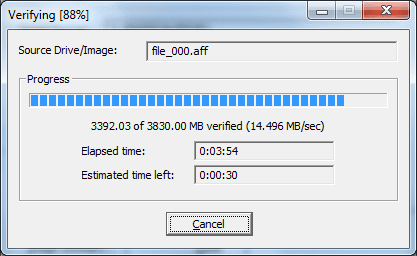 Verifying [88%]
Source Drive/Image: file_000.aff
Progress
3392.03 of 3830.00 MB verified (14.496 MB/sec)
Elapsed time: 0:03:54
Estimated time left: 0:00:30
Cancel